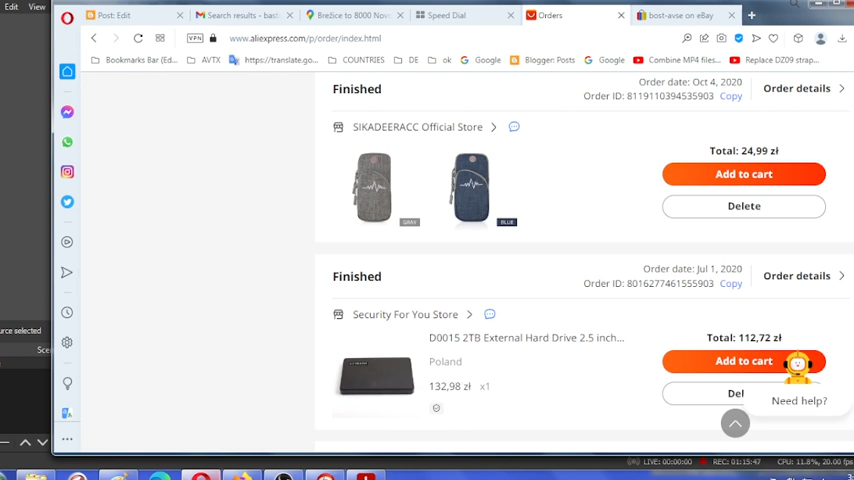 Edit View
Post: Edit
Search results - bast
Brežice to 8000 Nov
Speed Dial
Orders
bost-avse on eBay
VPN www.aliexpress.com/p/order/index.html
Bookmarks Bar (Ed... AVTX https://translate.go... COUNTRIES DE ok Google Blogger: Posts Google Combine MP4 files... Replace DZ09 strap...
Finished
Order date: Oct 4, 2020
Order ID: 8119110394535903 Copy
Order details
SIKADEERACC Official Store
Total: 24,99 zł
Add to cart
Delete
GRAY
BLUE
Finished
Order date: Jul 1, 2020
Order ID: 8016277461555903 Copy
Order details
Security For You Store
D0015 2TB External Hard Drive 2.5 inch...
Poland
132,98 zł x1
Total: 112,72 zł
Add to cart
Del
Need help?
urce selected
Sce
LIVE: 00:00:00 REC: 01:15:47 CPU: 11.8%, 20.00 fps